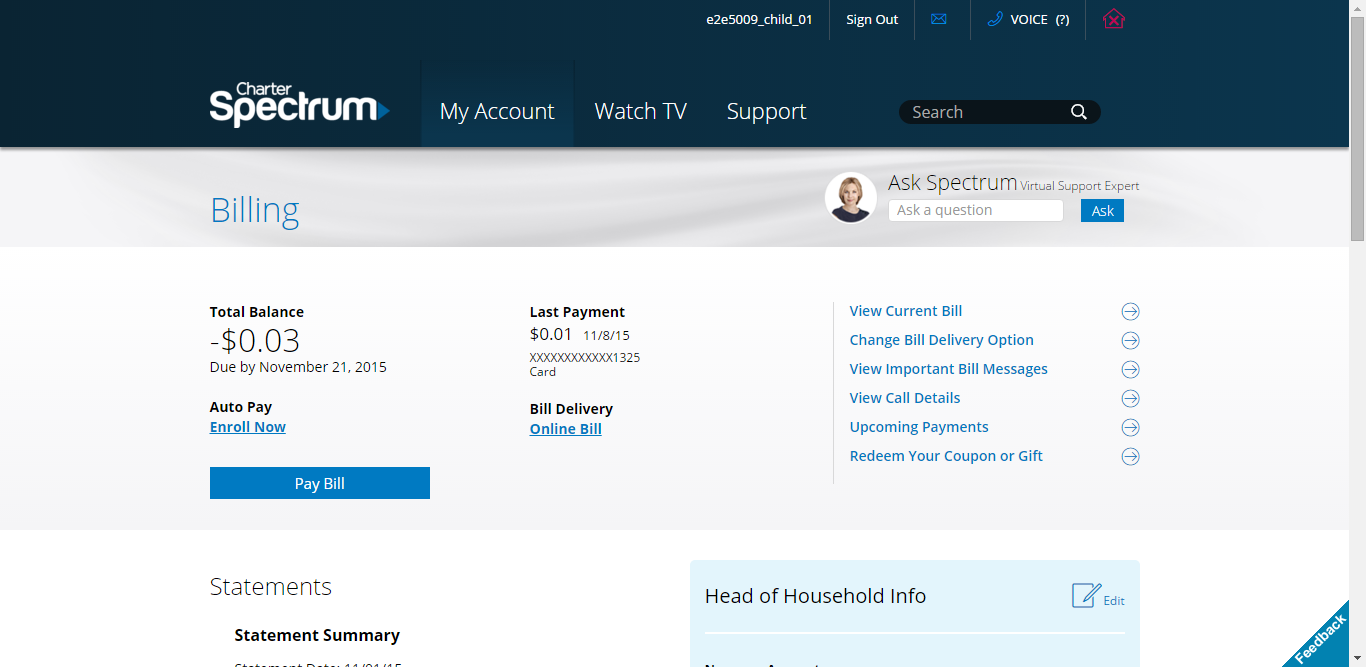 e2e5009_child_01
Sign Out
VOICE (?)
Charter
Spectrum
My Account
Watch TV
Support
Search
Billing
Ask Spectrum Virtual Support Expert
Ask a question
Ask
Total Balance
-$0.03
Due by November 21, 2015
Auto Pay
Enroll Now
Pay Bill
Last Payment
$0.01 11/8/15
XXXXXXXXXXXX1325
Card
Bill Delivery
Online Bill
View Current Bill
Change Bill Delivery Option
View Important Bill Messages
View Call Details
Upcoming Payments
Redeem Your Coupon or Gift
Statements
Statement Summary
Statement Date: 11/01/15
Head of Household Info
Edit
Feedback